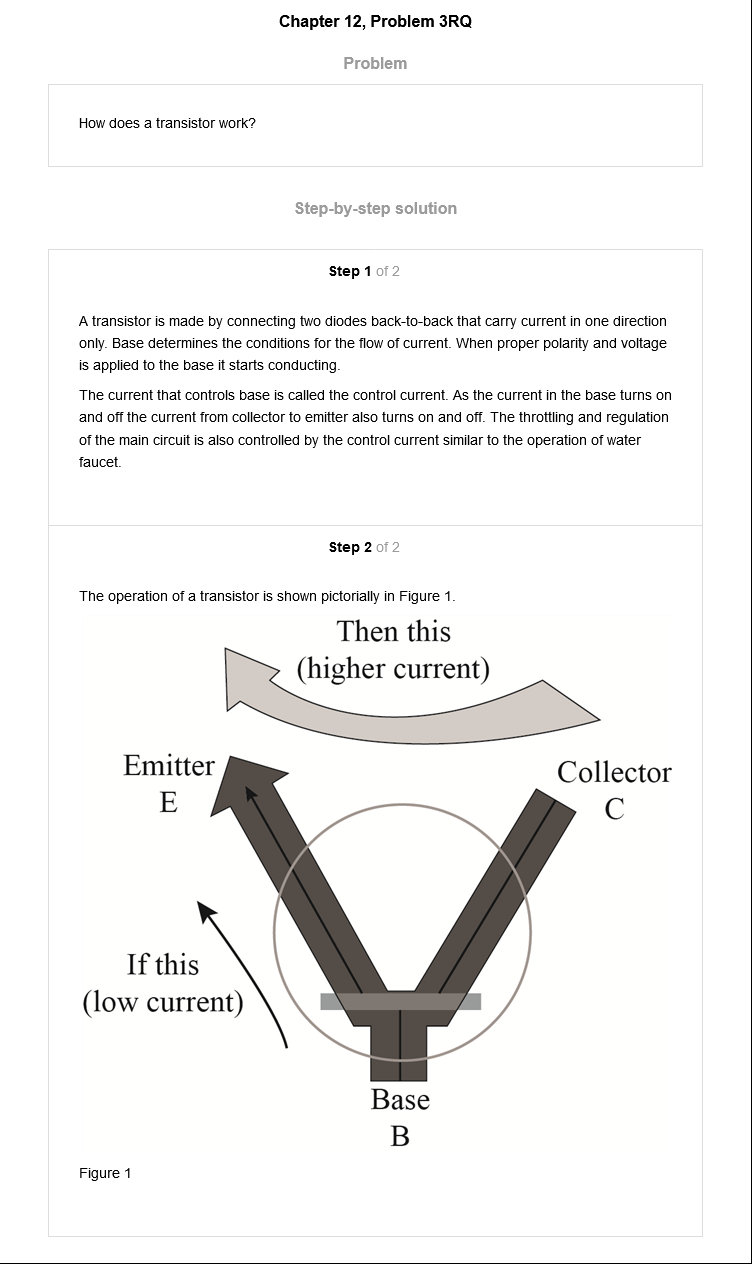 Chapter 12, Problem 3RQ
Problem
How does a transistor work?
Step-by-step solution
Step 1 of 2
A transistor is made by connecting two diodes back-to-back that carry current in one direction
only. Base determines the conditions for the flow of current. When proper polarity and voltage
is applied to the base it starts conducting.
The current that controls base is called the control current. As the current in the base turns on
and off the current from collector to emitter also turns on and off. The throttling and regulation
of the main circuit is also controlled by the control current similar to the operation of water
faucet.
Step 2 of 2
The operation of a transistor is shown pictorially in Figure 1.
Then this
(higher current)
Emitter
E
Collector
C
If this
(low current)
Base
B
Figure 1